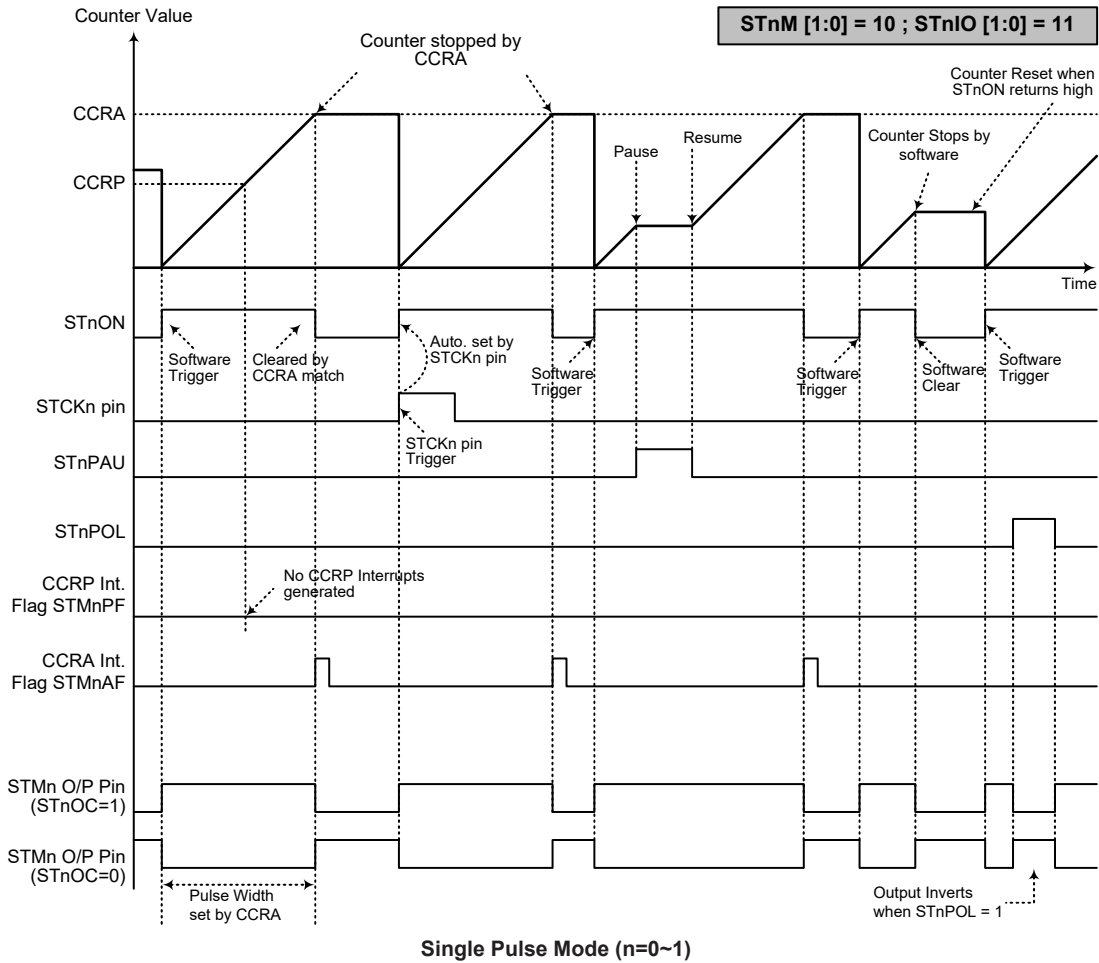 Counter Value
STnM [1:0] = 10 ; STnIO [1:0] = 11
Counter stopped by
CCRA
Counter Reset when
STnON returns high
CCRA
Pause
Resume
Counter Stops by
software
CCRP
Time
STnON
Software
Trigger
Cleared by
CCRA match
Auto. set by
STCKn pin
Software
Trigger
Software
Trigger
Software
Clear
Software
Trigger
STCKn pin
STCKn pin
Trigger
STnPAU
STnPOL
No CCRP Interrupts
generated
CCRP Int.
Flag STMnPF
CCRA Int.
Flag STMnAF
STMn O/P Pin
(STnOC=1)
STMn O/P Pin
(STnOC=0)
Pulse Width
set by CCRA
Output Inverts
when STnPOL = 1
Single Pulse Mode (n=0~1)